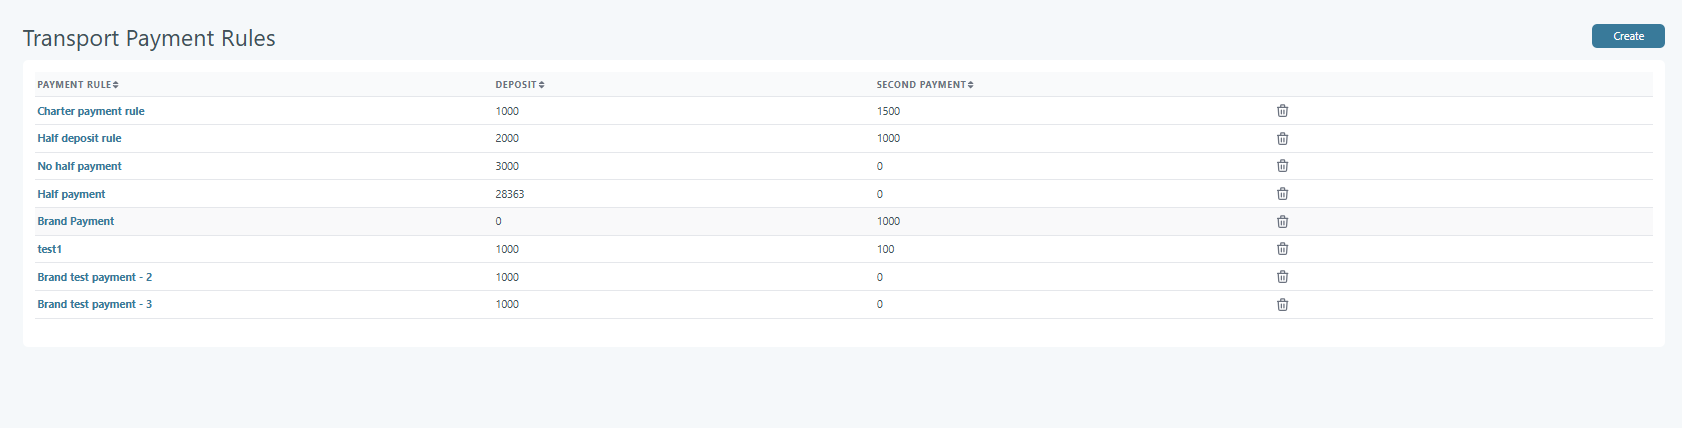 Transport Payment Rules
Create
PAYMENT RULE DEPOSIT SECOND PAYMENT
Charter payment rule 1000 1500
Half deposit rule 2000 1000
No half payment 3000 0
Half payment 28363 0
Brand Payment 0 1000
test1 1000 100
Brand test payment - 2 1000 0
Brand test payment - 3 1000 0